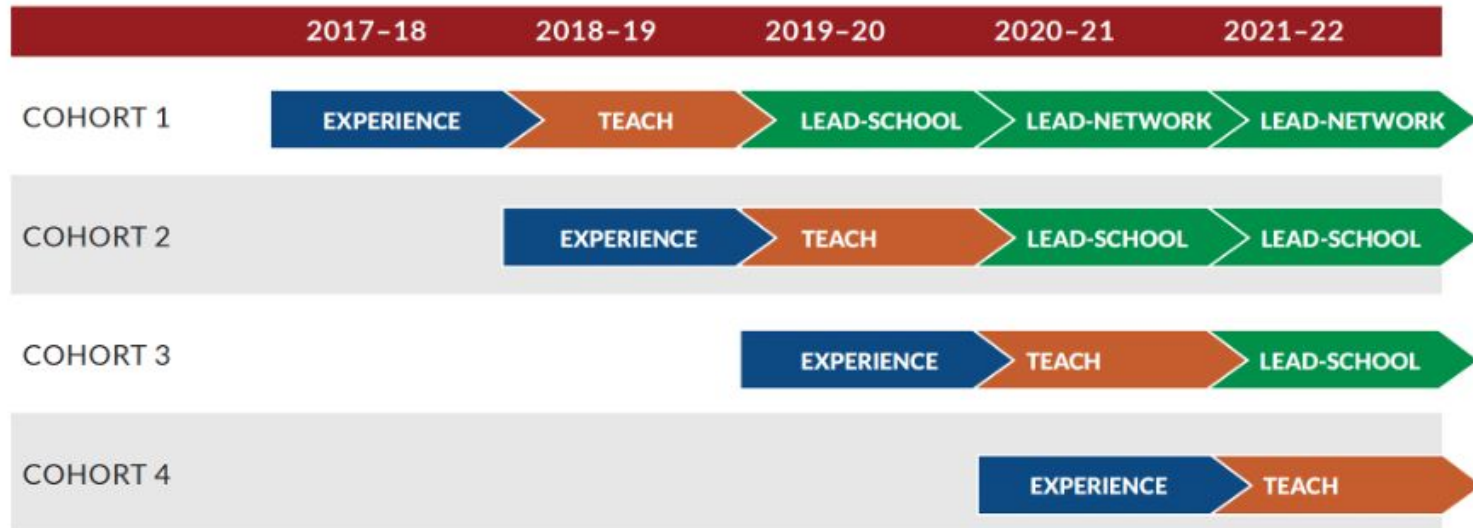 2017–18 2018–19 2019–20 2020–21 2021–22
COHORT 1 EXPERIENCE TEACH LEAD-SCHOOL LEAD-NETWORK LEAD-NETWORK
COHORT 2 EXPERIENCE TEACH LEAD-SCHOOL LEAD-SCHOOL
COHORT 3 EXPERIENCE TEACH LEAD-SCHOOL
COHORT 4 EXPERIENCE TEACH